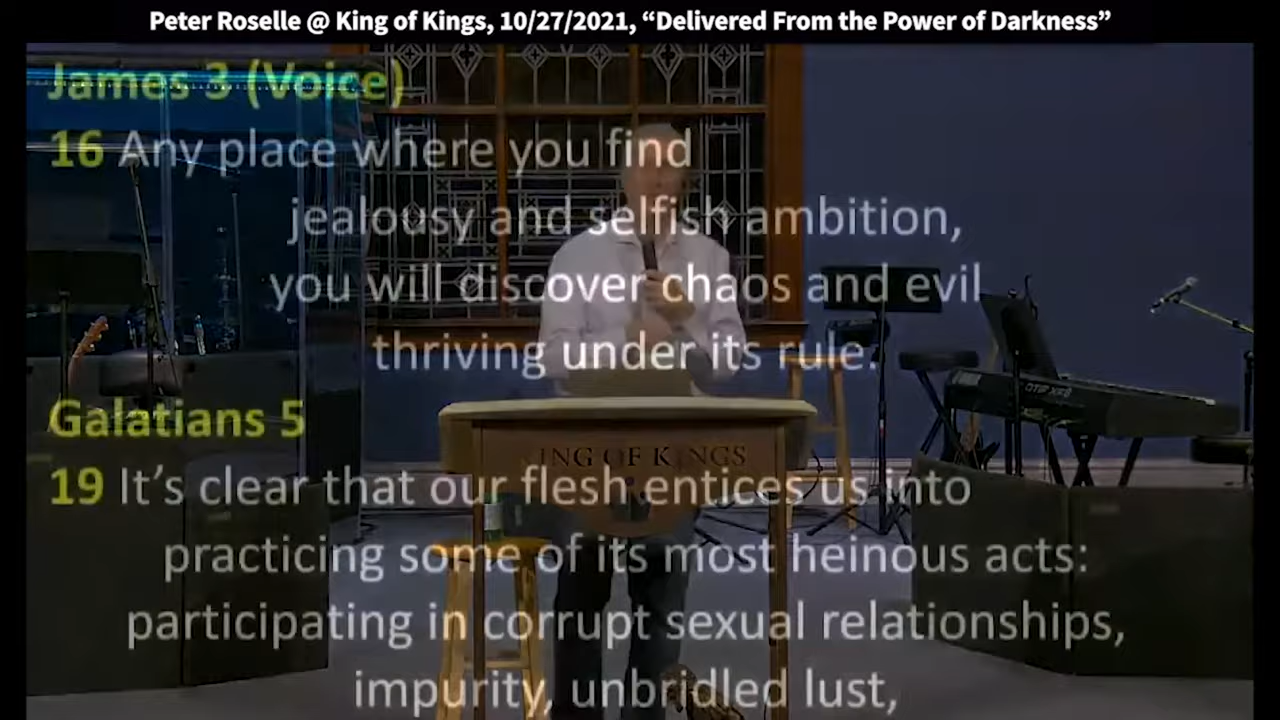 Peter Roselle @ King of Kings, 10/27/2021, “Delivered From the Power of Darkness”
James 3 (Voice)
16 Any place where you find
jealousy and selfish ambition,
you will discover chaos and evil
thriving under its rule.
Galatians 5
KING OF KINGS
19 It’s clear that our flesh entices us into
practicing some of its most heinous acts:
participating in corrupt sexual relationships,
impurity, unbridled lust,